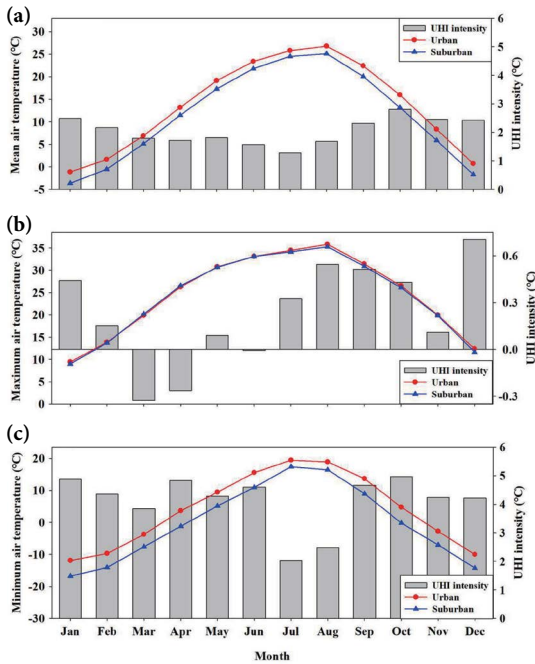 (a)
Mean air temperature (℃)
30
25
20
15
10
5
0
-5
UHI intensity
Urban
Suburban
6
5
4
3
2
1
0
UHI intensity (℃)
(b)
Maximum air temperature (℃)
35
30
25
20
15
10
5
0
UHI intensity
Urban
Suburban
0.6
0.3
0.0
-0.3
UHI intensity (℃)
(c)
Minimum air temperature (℃)
20
10
0
-10
-20
-30
UHI intensity
Urban
Suburban
6
5
4
3
2
1
0
UHI intensity (℃)
Jan Feb Mar Apr May Jun Jul Aug Sep Oct Nov Dec
Month